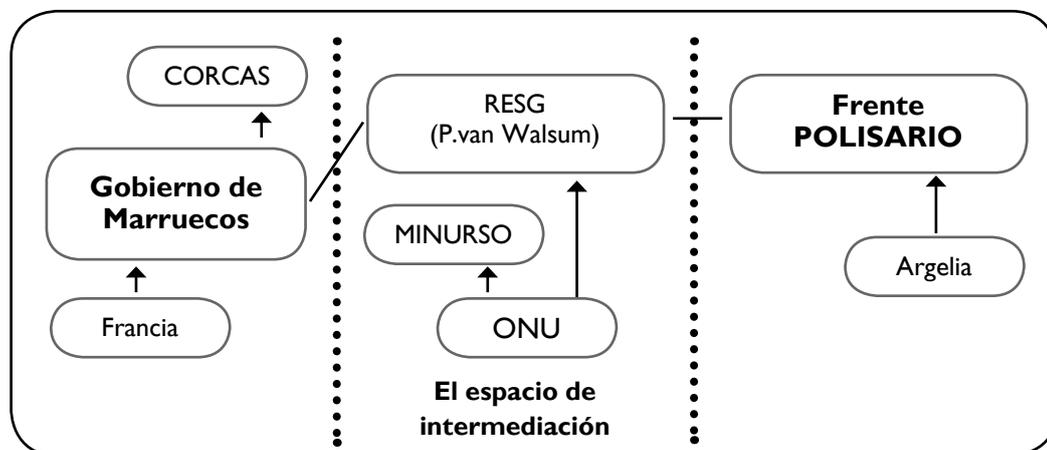 CORCAS
Gobierno de
Marruecos
Francia
RESG
(P.van Walsum)
MINURSO
ONU
El espacio de
intermediación
Frente
POLISARIO
Argelia